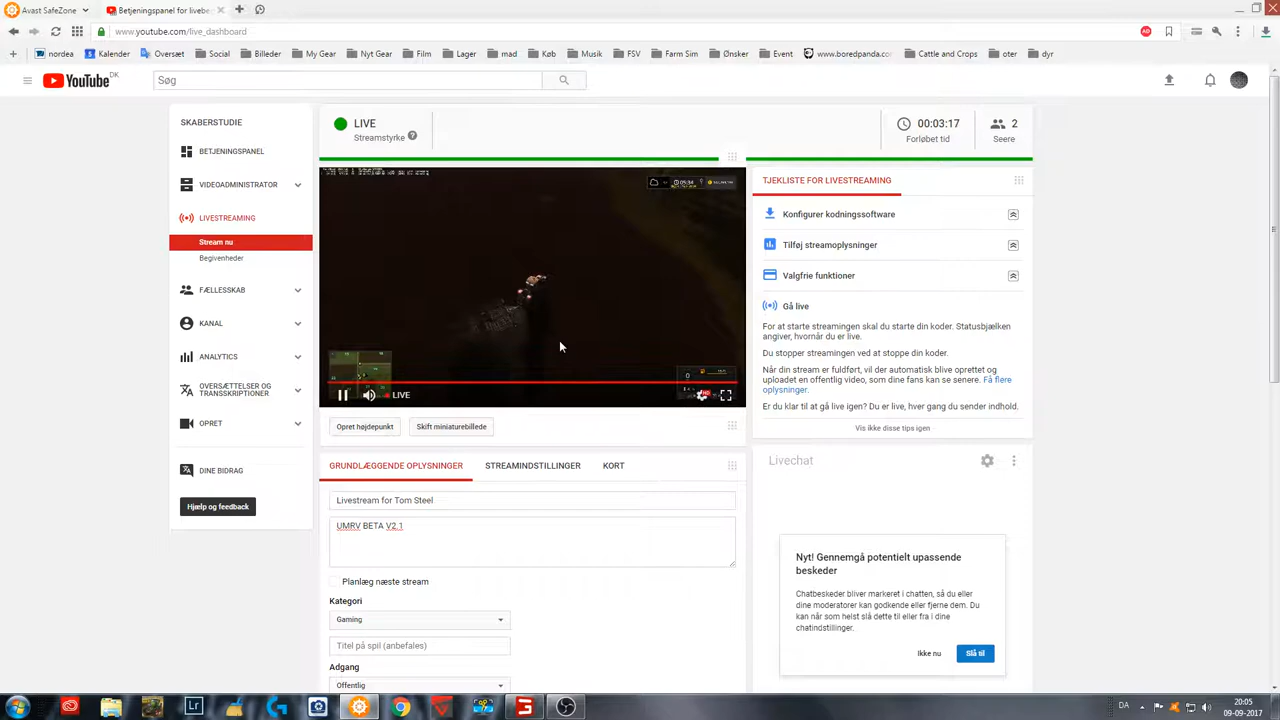 Avast SafeZone
Betjeningspanel for livebe
www.youtube.com/live_dashboard
nordea
Kalender
Oversæt
Social
Billeder
My Gear
Nyt Gear
Film
Lager
mad
Køb
Musik
FSV
Farm Sim
Ønsker
Event
www.boredpanda.com
Cattle and Crops
oter
dyr
YouTube DK
Søg
SKABERSTUDIE
BETJENINGSPANEL
VIDEOADMINISTRATOR
LIVESTREAMING
Stream nu
Begivenheder
FÆLLESSKAB
KANAL
ANALYTICS
OVERSÆTTELSER OG
TRANSSKRIPTIONER
OPRET
DINE BIDRAG
Hjælp og feedback
LIVE
Streamstyrke
00:03:17
Forløbet tid
2
Seere
LIVE
Opret højdepunkt
Skift miniaturebillede
GRUNDLÆGGENDE OPLYSNINGER
STREAMINDSTILLINGER
KORT
Livestream for Tom Steel
UMRV BETA V2.1
Planlæg næste stream
Kategori
Gaming
Titel på spil (anbefales)
Adgang
Offentlig
TJEKLISTE FOR LIVESTREAMING
Konfigurer kodningssoftware
Tilføj streamoplysninger
Valgfrie funktioner
Gå live
For at starte streamingen skal du starte din koder. Statusbjælken
angiver, hvornår du er live.
Du stopper streamingen ved at stoppe din koder.
Når din stream er fuldført, vil der automatisk blive oprettet og
uploadet en offentlig video, som dine fans kan se senere. Få flere
oplysninger.
Er du klar til at gå live igen? Du er live, hver gang du sender indhold.
Vis ikke disse tips igen
Livechat
Nyt! Gennemgå potentielt upassende
beskeder
Chatbeskeder bliver markeret i chatten, så du eller
dine moderatorer kan godkende eller fjerne dem. Du
kan når som helst slå dette til eller fra i dine
chatindstillinger.
Ikke nu
Slå til
DA
20:05
09-09-2017